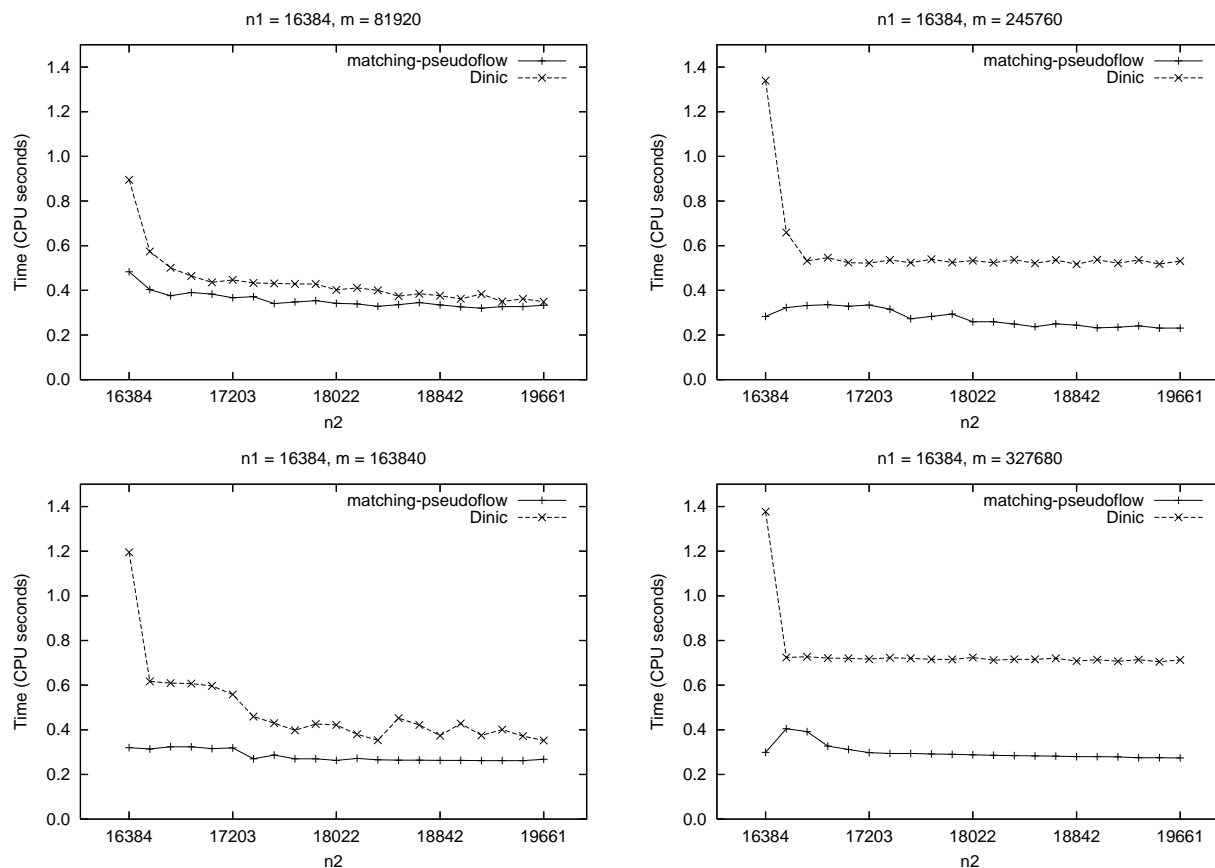 n1 = 16384, m = 81920
matching-pseudoflow
Dinic
Time (CPU seconds)
1.4
1.2
1.0
0.8
0.6
0.4
0.2
0.0
16384 17203 18022 18842 19661
n2
n1 = 16384, m = 245760
matching-pseudoflow
Dinic
Time (CPU seconds)
1.4
1.2
1.0
0.8
0.6
0.4
0.2
0.0
16384 17203 18022 18842 19661
n2
n1 = 16384, m = 163840
matching-pseudoflow
Dinic
Time (CPU seconds)
1.4
1.2
1.0
0.8
0.6
0.4
0.2
0.0
16384 17203 18022 18842 19661
n2
n1 = 16384, m = 327680
matching-pseudoflow
Dinic
Time (CPU seconds)
1.4
1.2
1.0
0.8
0.6
0.4
0.2
0.0
16384 17203 18022 18842 19661
n2